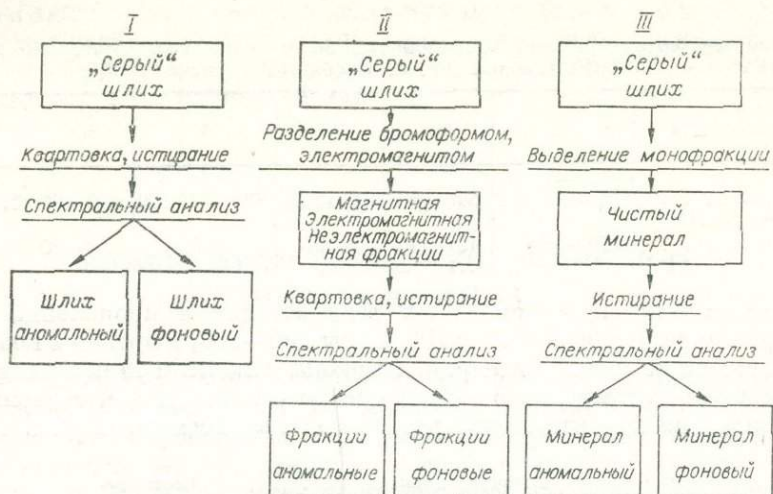 I
„Серый“
шлих
Квартовка, истирание
Спектральный анализ
Шлих
аномальный
Шлих
фоновый
II
„Серый“
шлих
Разделение бромоформом,
электромагнитом
Магнитная
Электромагнитная
Неэлектромагнит-
ная фракции
Квартовка, истирание
Спектральный анализ
Фракции
аномальные
Фракции
фоновые
III
„Серый“
шлих
Выделение монофракции
Чистый
минерал
Истирание
Спектральный анализ
Минерал
аномальный
Минерал
фоновый